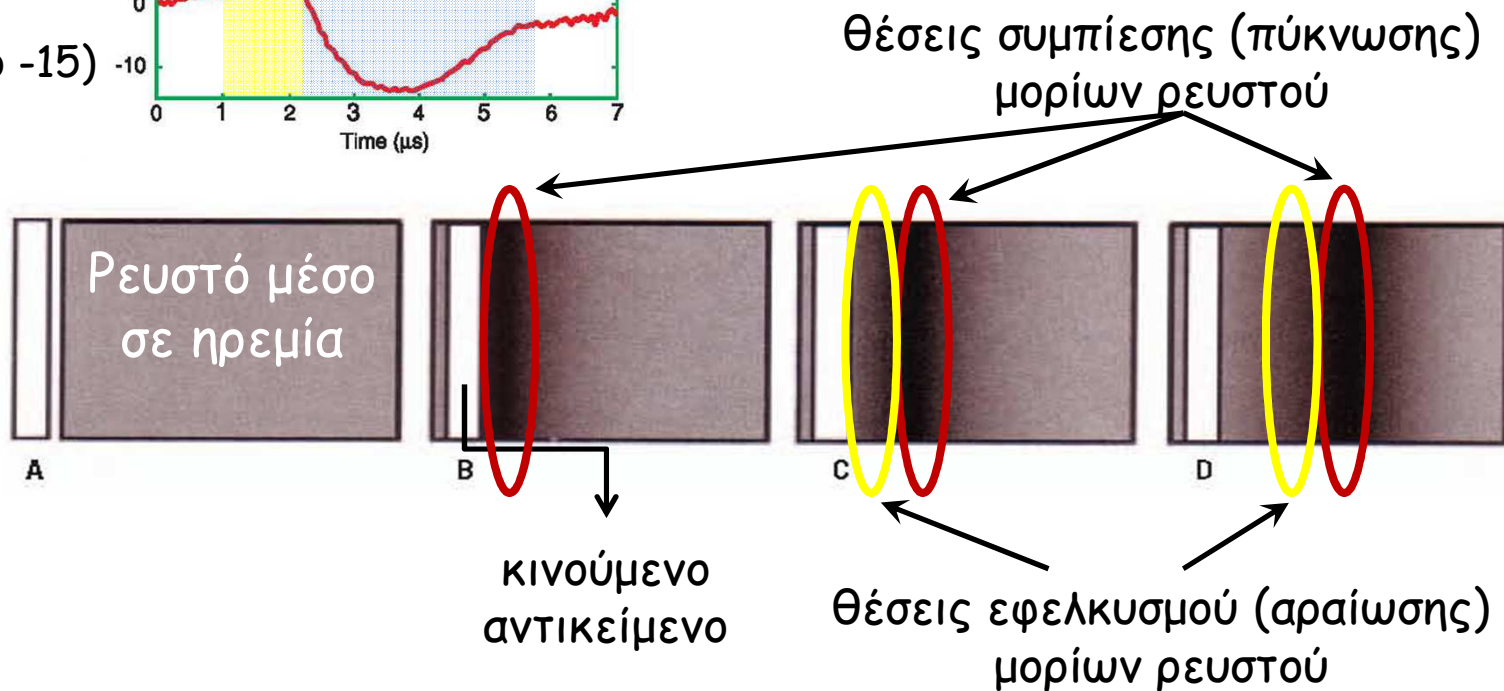 0
-15)
-10
0 1 2 3 4 5 6 7
Time (μs)
θέσεις συμπίεσης (πύκνωσης)
μορίων ρευστού
Ρευστό μέσο
σε ηρεμία
A
B
C
D
κινούμενο
αντικείμενο
θέσεις εφελκυσμού (αραίωσης)
μορίων ρευστού